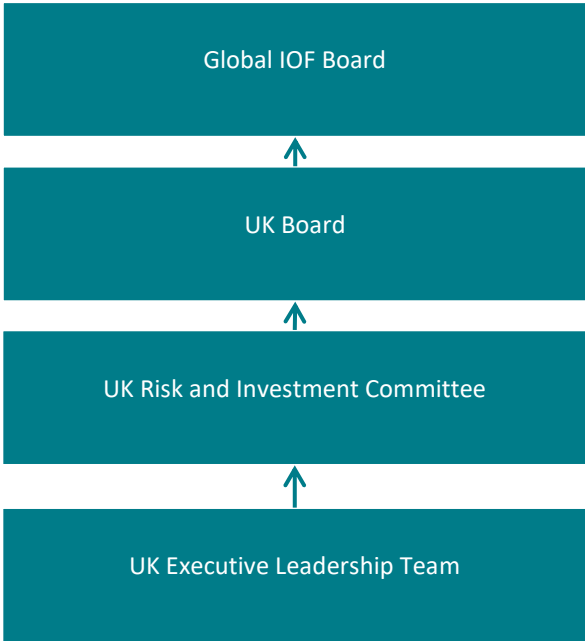 Global IOF Board
UK Board
UK Risk and Investment Committee
UK Executive Leadership Team